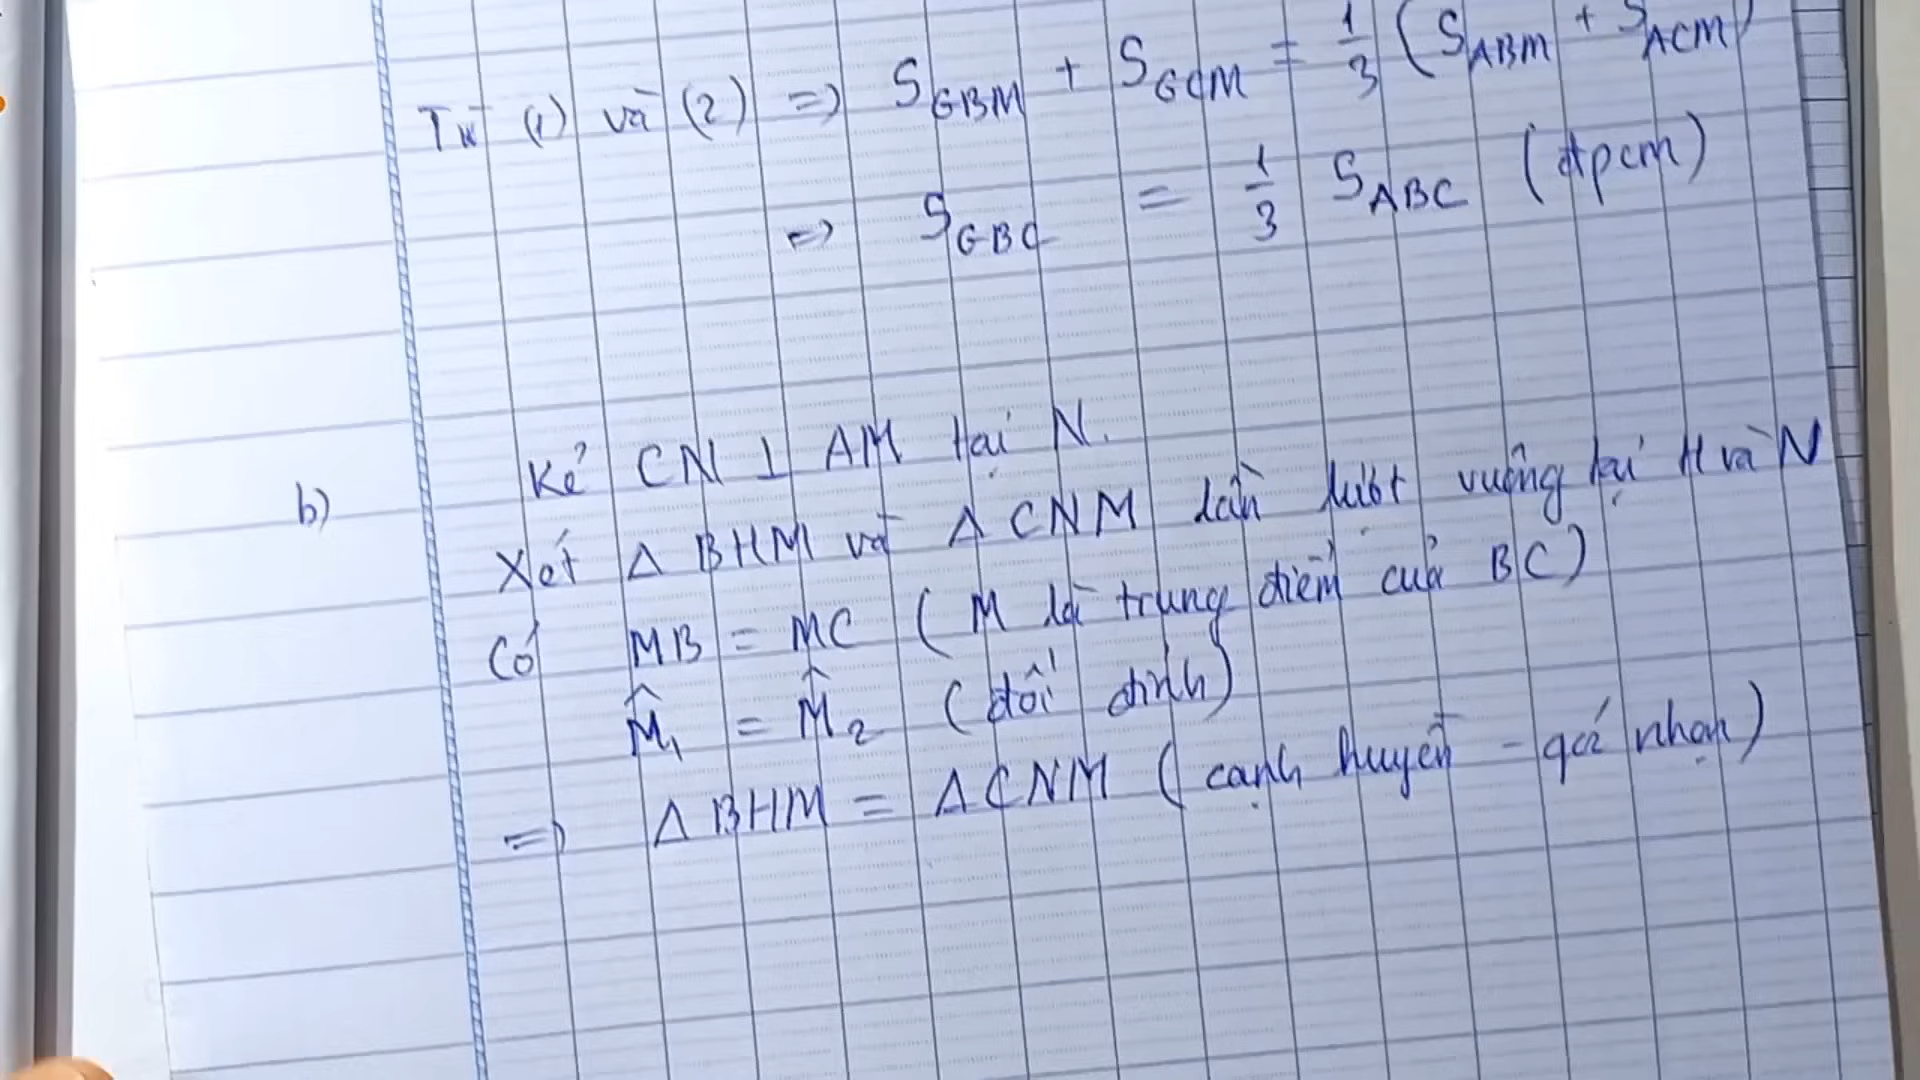 Từ (1) và (2) => S_GBM + S_GCM = 1/3 (S_ABM + S_ACM)
=> S_GBC = 1/3 S_ABC (đpcm)
b) Kẻ CN ⊥ AM tại N.
Xét Δ BHM và Δ CNM lần lượt vuông tại H và N
Có MB = MC (M là trung điểm của BC)
M̂₁ = M̂₂ (đối đỉnh)
=> Δ BHM = Δ CNM (cạnh huyền - góc nhọn)